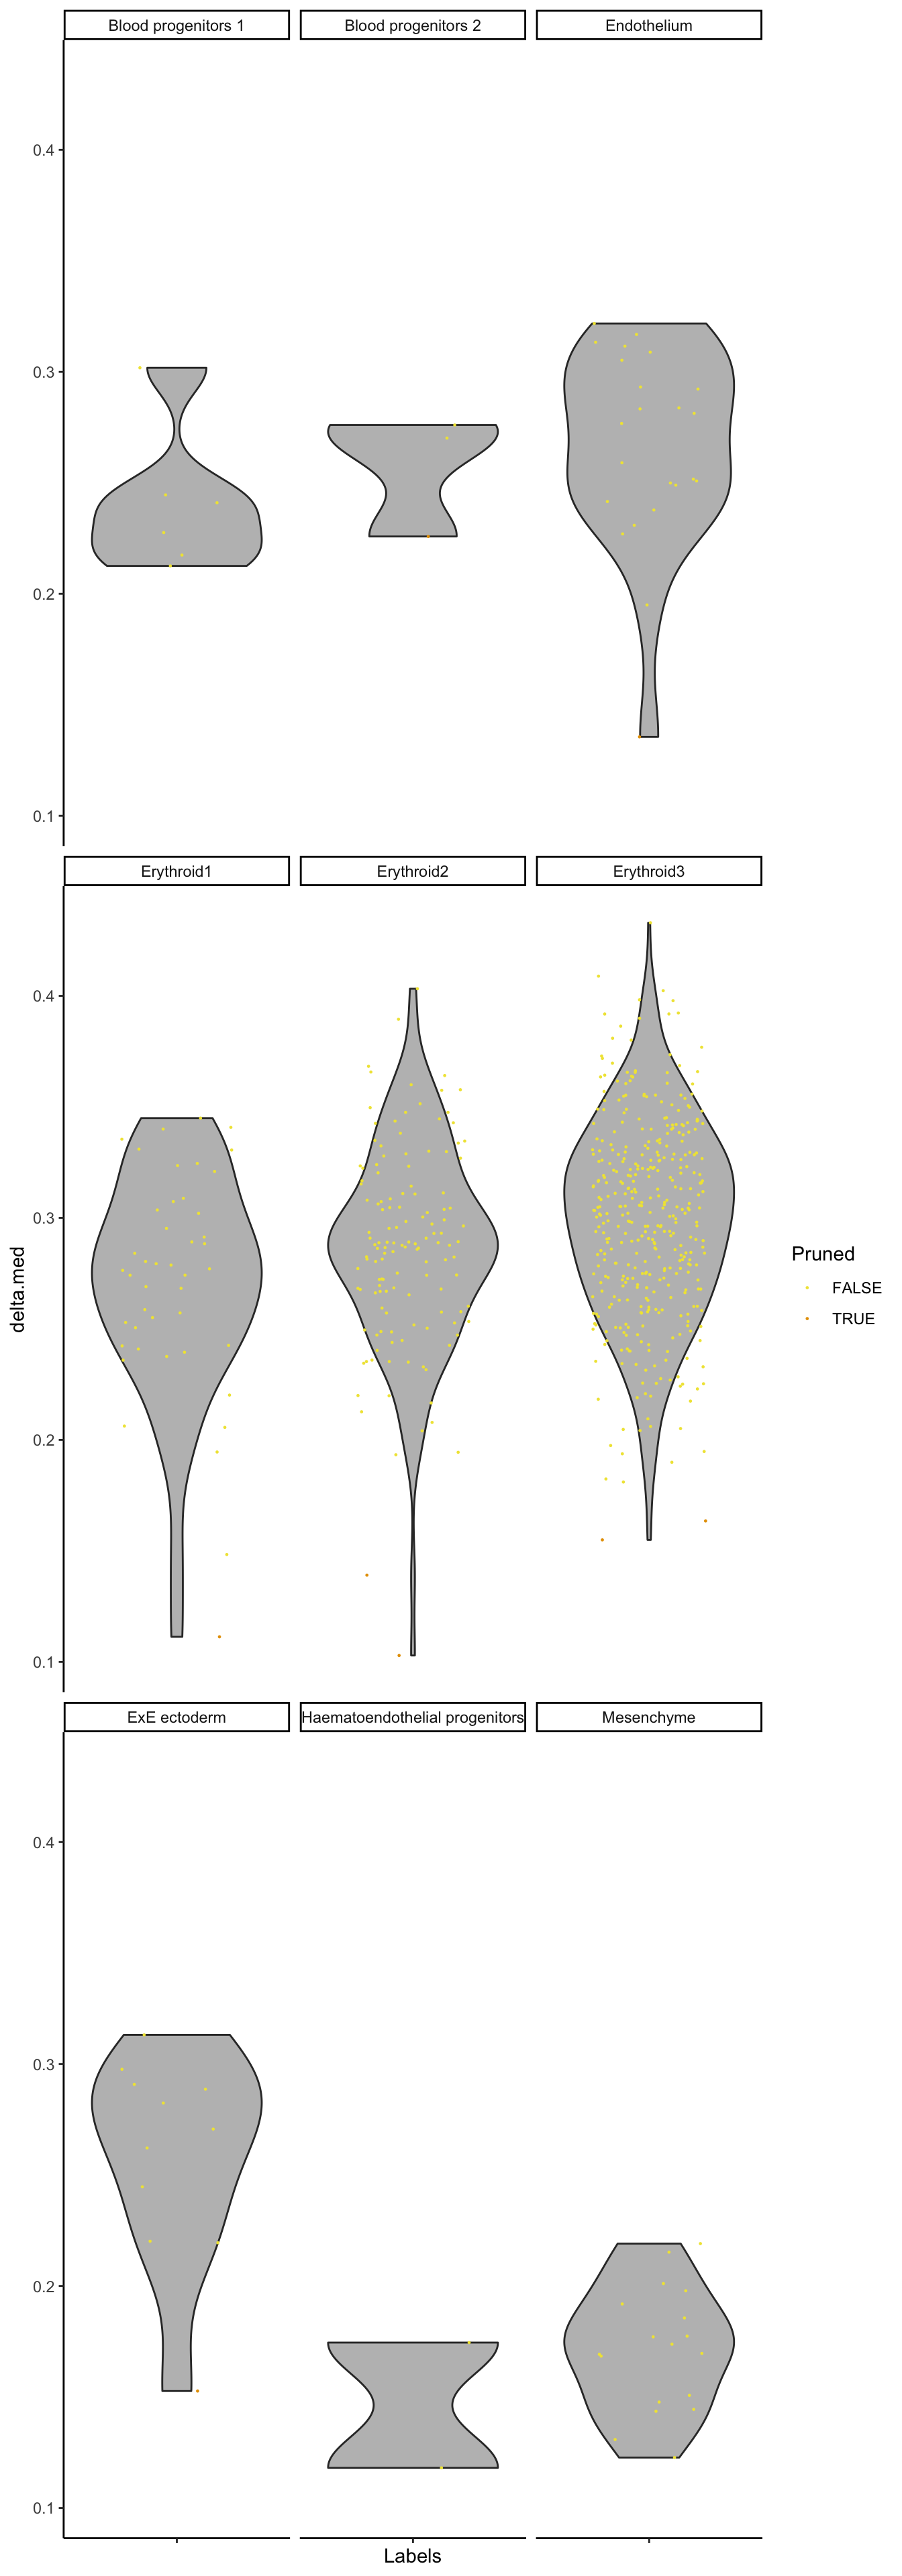 Blood progenitors 1
Blood progenitors 2
Endothelium
0.4
0.3
0.2
0.1
Erythroid1
Erythroid2
Erythroid3
0.4
0.3
0.2
0.1
delta.med
Pruned
FALSE
TRUE
ExE ectoderm
Haematoendothelial progenitors
Mesenchyme
0.4
0.3
0.2
0.1
Labels